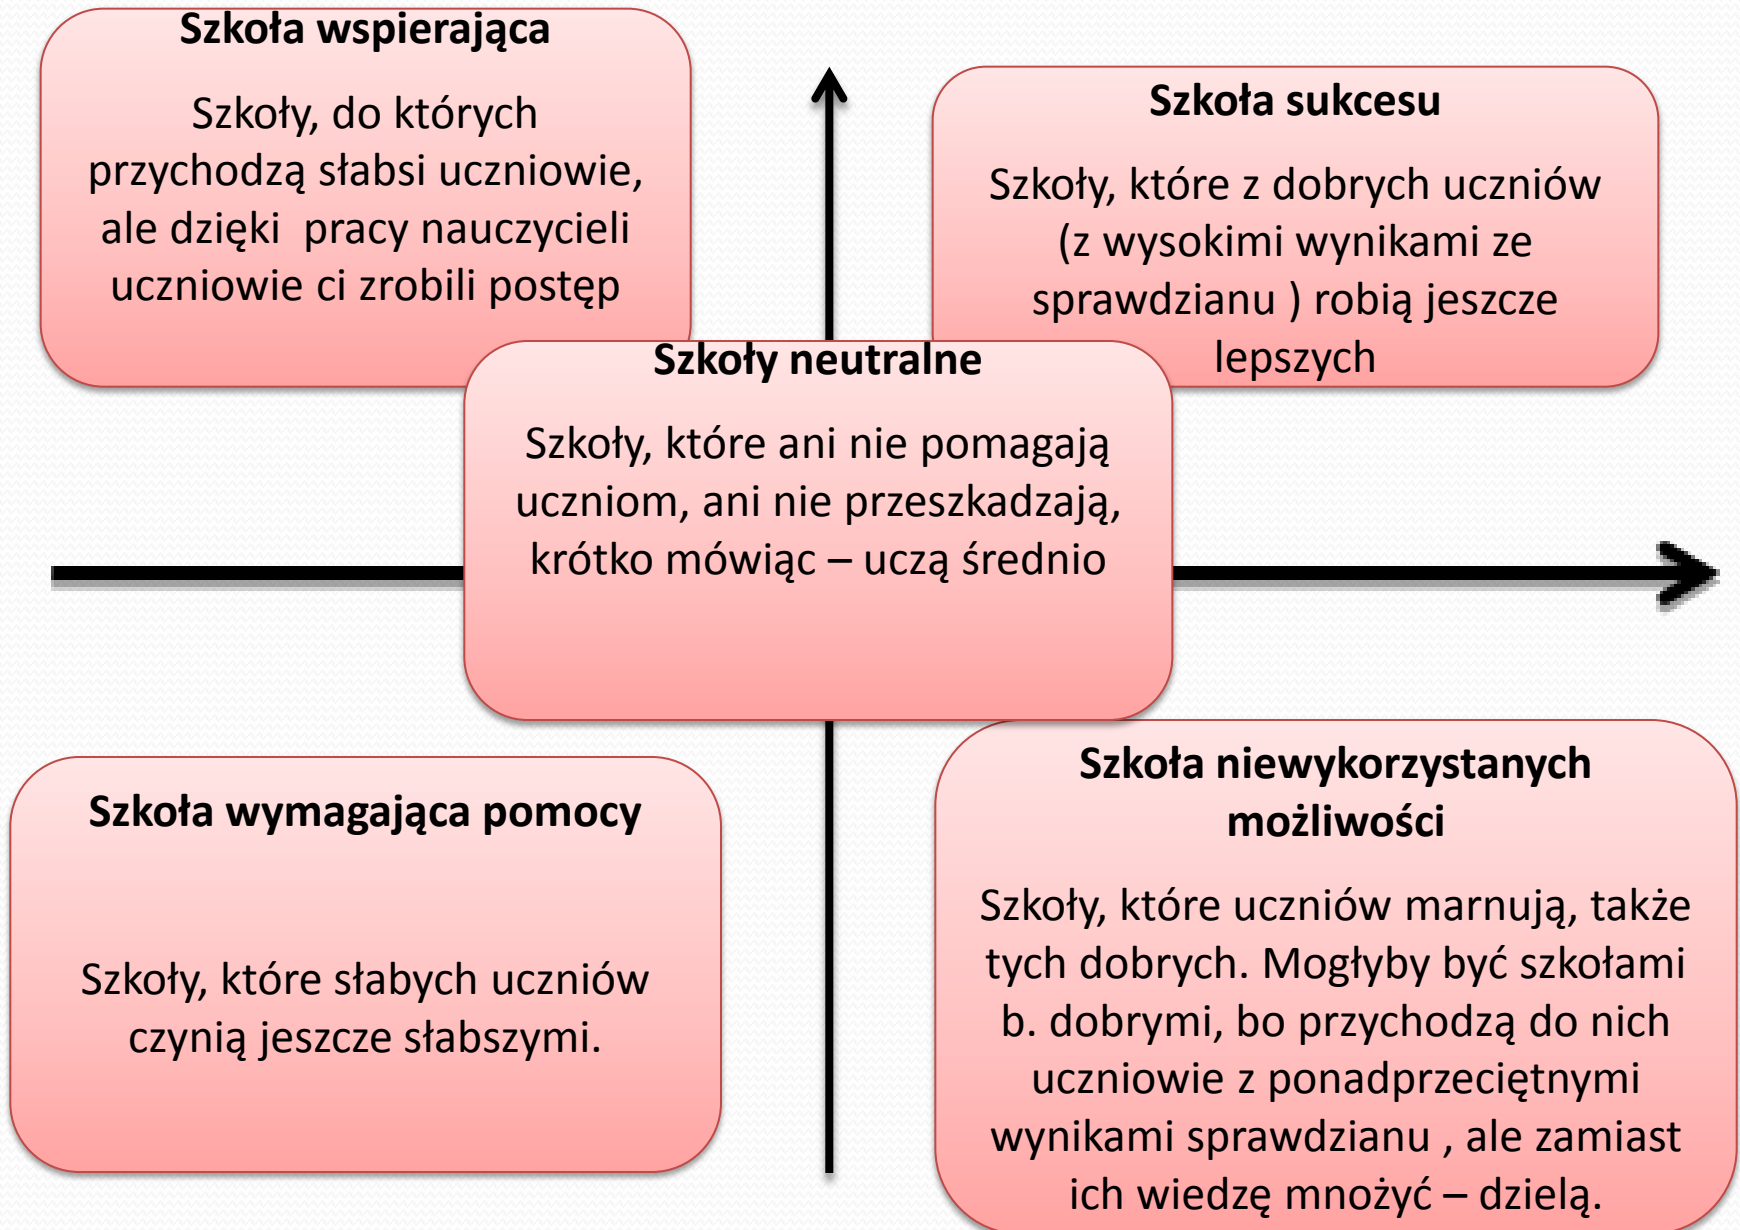 Szkoła wspierająca
Szkoły, do których
przychodzą słabsi uczniowie,
ale dzięki  pracy nauczycieli
uczniowie ci zrobili postęp
Szkoła sukcesu
Szkoły, które z dobrych uczniów
(z wysokimi wynikami ze
sprawdzianu ) robią jeszcze
lepszych
Szkoły neutralne
Szkoły, które ani nie pomagają
uczniom, ani nie przeszkadzają,
krótko mówiąc – uczą średnio
Szkoła wymagająca pomocy
Szkoły, które słabych uczniów
czynią jeszcze słabszymi.
Szkoła niewykorzystanych
możliwości
Szkoły, które uczniów marnują, także
tych dobrych. Mogłyby być szkołami
b. dobrymi, bo przychodzą do nich
uczniowie z ponadprzeciętnymi
wynikami sprawdzianu , ale zamiast
ich wiedzę mnożyć – dzielą.